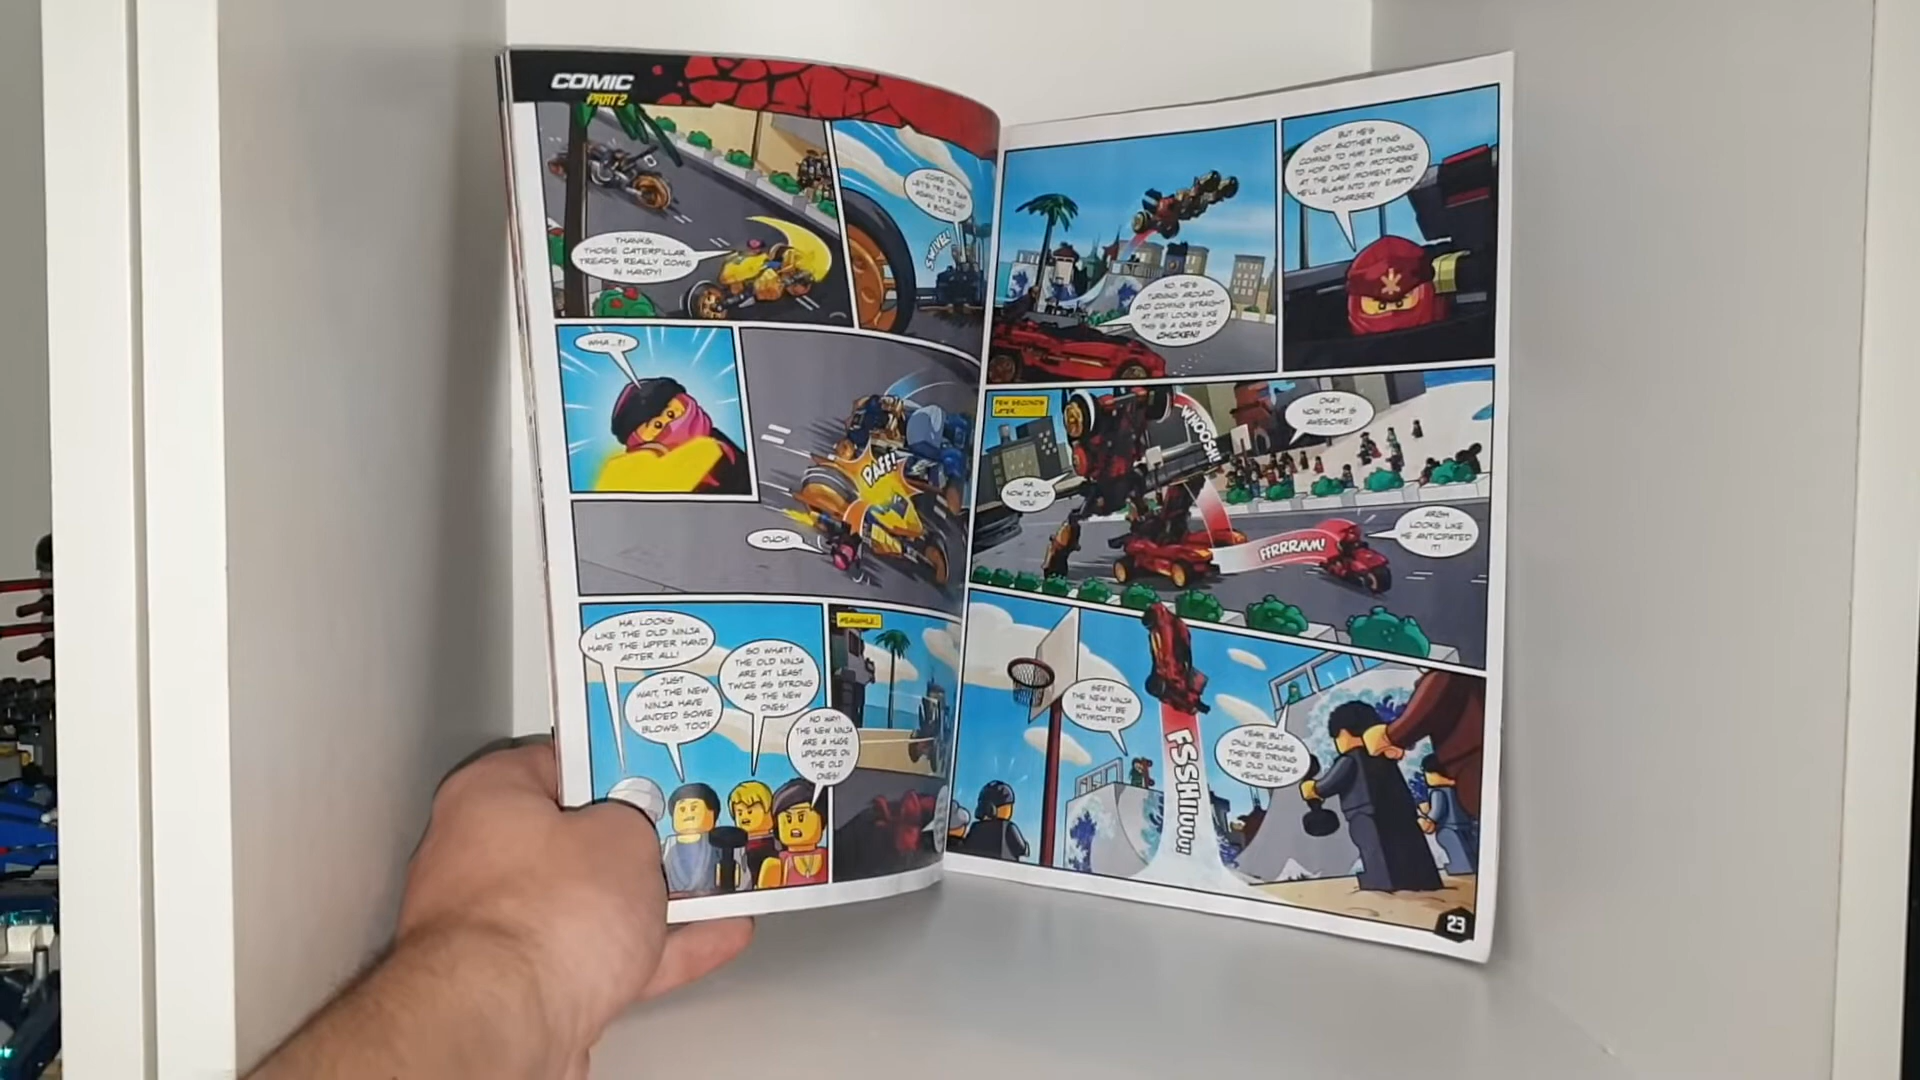 COMIC
PART 2
THANKS,
THOSE CATERPILLAR
TREADS REALLY COME
IN HANDY!
COME ON,
LET'S TRY TO RAM
AGAIN. IT'S JUST
A BICYCLE.
SWIVEL!
WHA...?!
PAFF!
OUCH!
HA, LOOKS
LIKE THE OLD NINJA
HAVE THE UPPER HAND,
AFTER ALL!
JUST
WAIT, THE NEW
NINJA HAVE
LANDED SOME
BLOWS, TOO!
SO WHAT?
THE OLD NINJA
ARE AT LEAST
TWICE AS STRONG
AS THE NEW
ONES!
NO WAY!
THE NEW NINJA
ARE A HUGE
UPGRADE ON
THE OLD
ONES!
MEANWHILE...
NO, HE'S
TURNING AROUND
AND COMING STRAIGHT
AT ME! LOOKS LIKE
THIS IS A GAME OF
CHICKEN!
BUT HE'S
GOT ANOTHER THING
COMING TO HIM! I'M GOING
TO HOP ONTO MY MOTORBIKE
AT THE LAST MOMENT AND
HE'LL SLAM INTO MY EMPTY
CHARGER!
FEW SECONDS
LATER...
WHOOSH!
OKAY,
NOW THAT IS
AWESOME!
HA,
NOW I GOT
YOU!
FFRRRMM!
ARGH,
LOOKS LIKE
HE ANTICIPATED
IT!
SEE?!
THE NEW NINJA
WILL NOT BE
INTIMIDATED!
FSSHIIUUU!
YEAH, BUT
ONLY BECAUSE
THEY'RE DRIVING
THE OLD NINJA'S
VEHICLES!
23